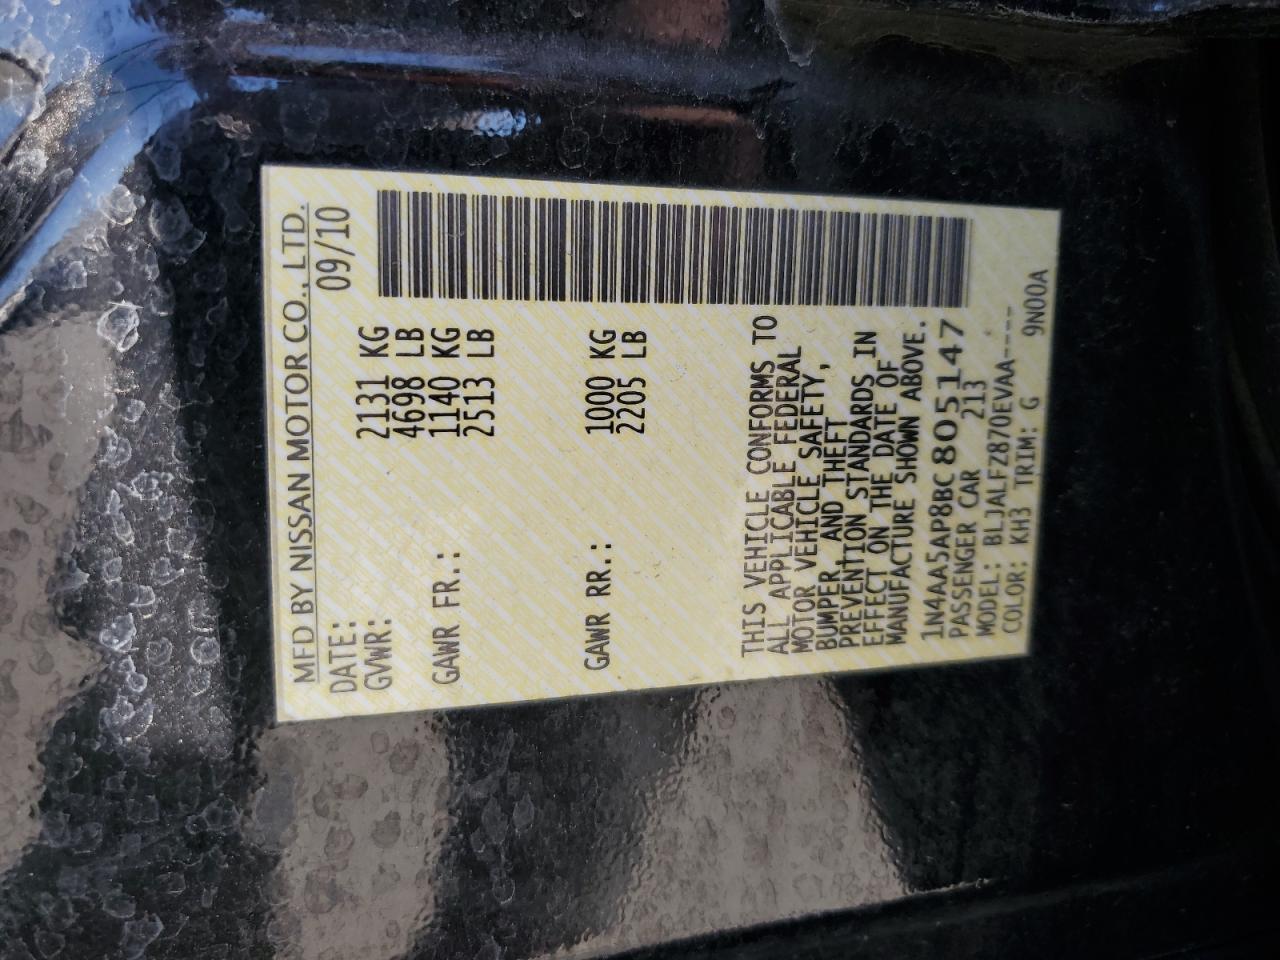 MFD BY NISSAN MOTOR CO., LTD.
DATE: 09/10
GVWR: 2131 KG
4698 LB
GAWR FR.: 1140 KG
2513 LB
GAWR RR.: 1000 KG
2205 LB
THIS VEHICLE CONFORMS TO
ALL APPLICABLE FEDERAL
MOTOR VEHICLE SAFETY,
BUMPER, AND THEFT
PREVENTION STANDARDS IN
EFFECT ON THE DATE OF
MANUFACTURE SHOWN ABOVE.
1N4AA5AP8BC805147
PASSENGER CAR 213
MODEL: BLJALFZ870EVAA----
COLOR: KH3 TRIM: G 9N00A